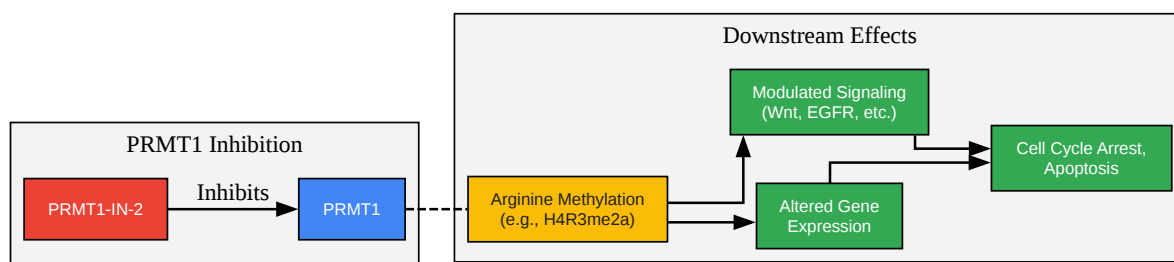 PRMT1 Inhibition
PRMT1-IN-2
Inhibits
PRMT1
Downstream Effects
Arginine Methylation
(e.g., H4R3me2a)
Modulated Signaling
(Wnt, EGFR, etc.)
Altered Gene
Expression
Cell Cycle Arrest,
Apoptosis